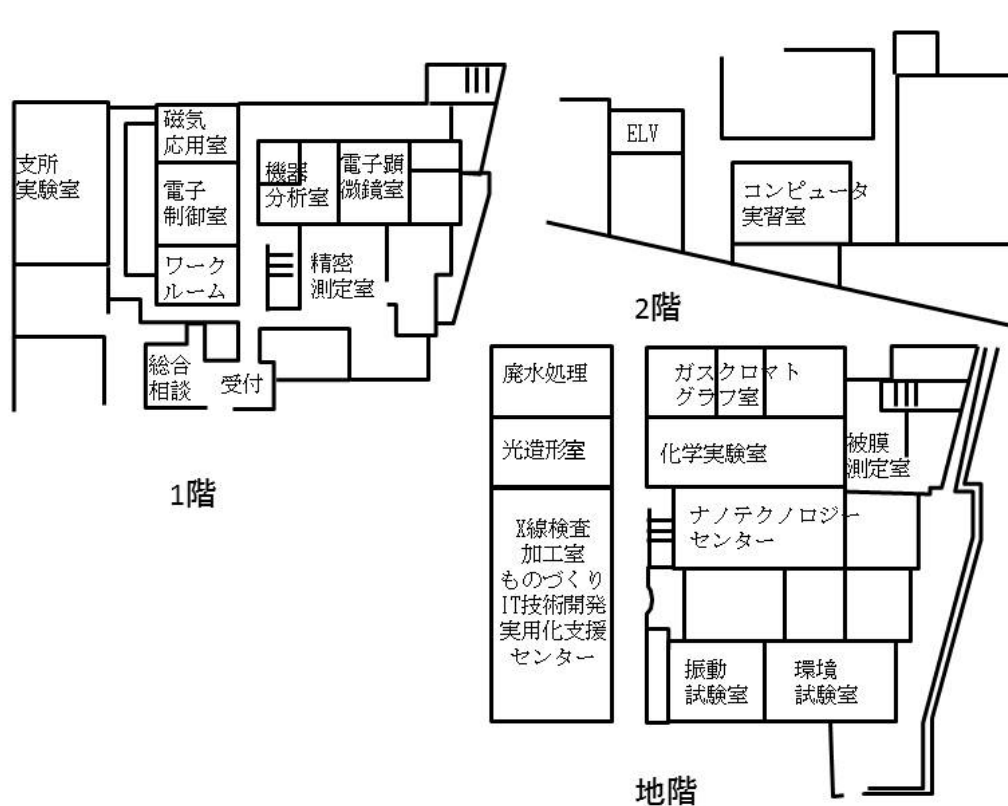 支所
実験室
磁気
応用室
電子
制御室
ワーク
ルーム
機器
分析室
電子顕
微鏡室
精密
測定室
総合
相談
受付
1階
ELV
コンピュータ
実習室
2階
廃水処理
光造形室
X線検査
加工室
ものづくり
IT技術開発
実用化支援
センター
ガスクロマト
グラフ室
化学実験室
被膜
測定室
ナノテクノロジー
センター
振動
試験室
環境
試験室
地階